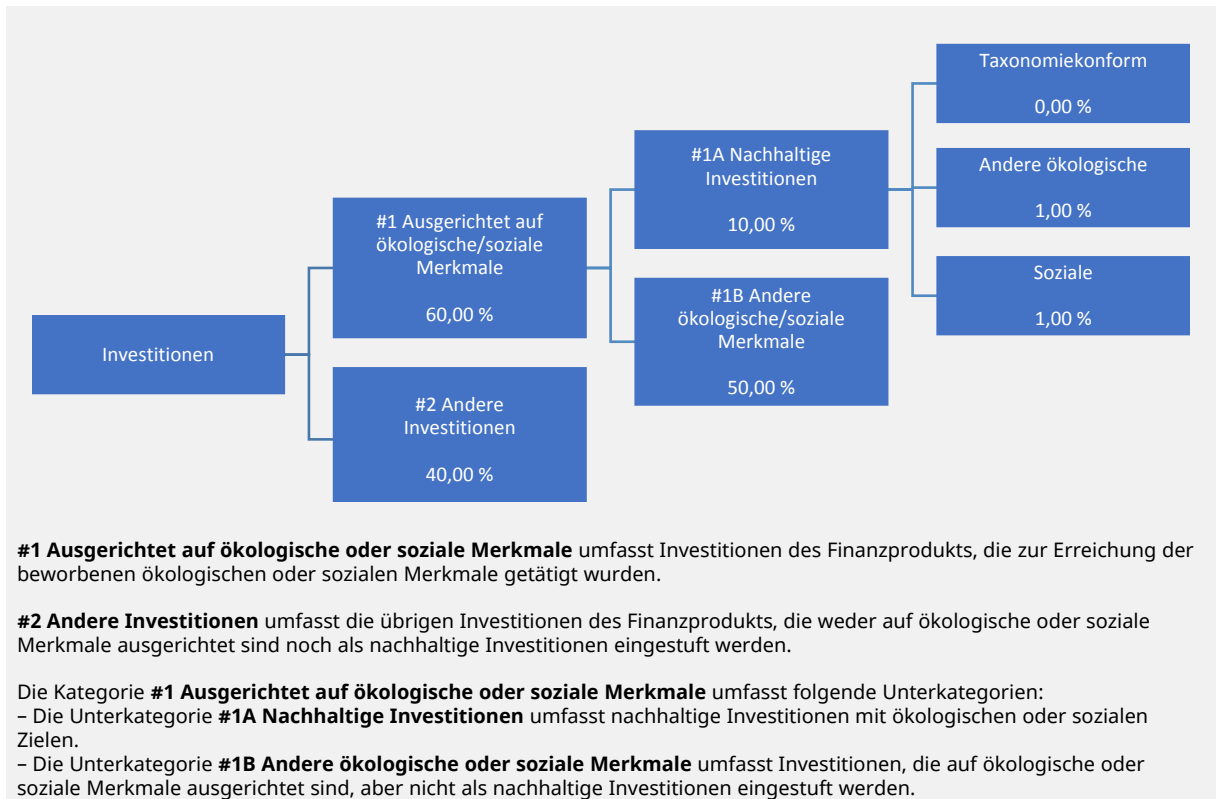 Investitionen
#1 Ausgerichtet auf
ökologische/soziale
Merkmale
60,00 %
#2 Andere
Investitionen
40,00 %
#1A Nachhaltige
Investitionen
10,00 %
#1B Andere
ökologische/soziale
Merkmale
50,00 %
Taxonomiekonform
0,00 %
Andere ökologische
1,00 %
Soziale
1,00 %
#1 Ausgerichtet auf ökologische oder soziale Merkmale umfasst Investitionen des Finanzprodukts, die zur Erreichung der
beworbenen ökologischen oder sozialen Merkmale getätigt wurden.
#2 Andere Investitionen umfasst die übrigen Investitionen des Finanzprodukts, die weder auf ökologische oder soziale
Merkmale ausgerichtet sind noch als nachhaltige Investitionen eingestuft werden.
Die Kategorie #1 Ausgerichtet auf ökologische oder soziale Merkmale umfasst folgende Unterkategorien:
– Die Unterkategorie #1A Nachhaltige Investitionen umfasst nachhaltige Investitionen mit ökologischen oder sozialen
Zielen.
– Die Unterkategorie #1B Andere ökologische oder soziale Merkmale umfasst Investitionen, die auf ökologische oder
soziale Merkmale ausgerichtet sind, aber nicht als nachhaltige Investitionen eingestuft werden.